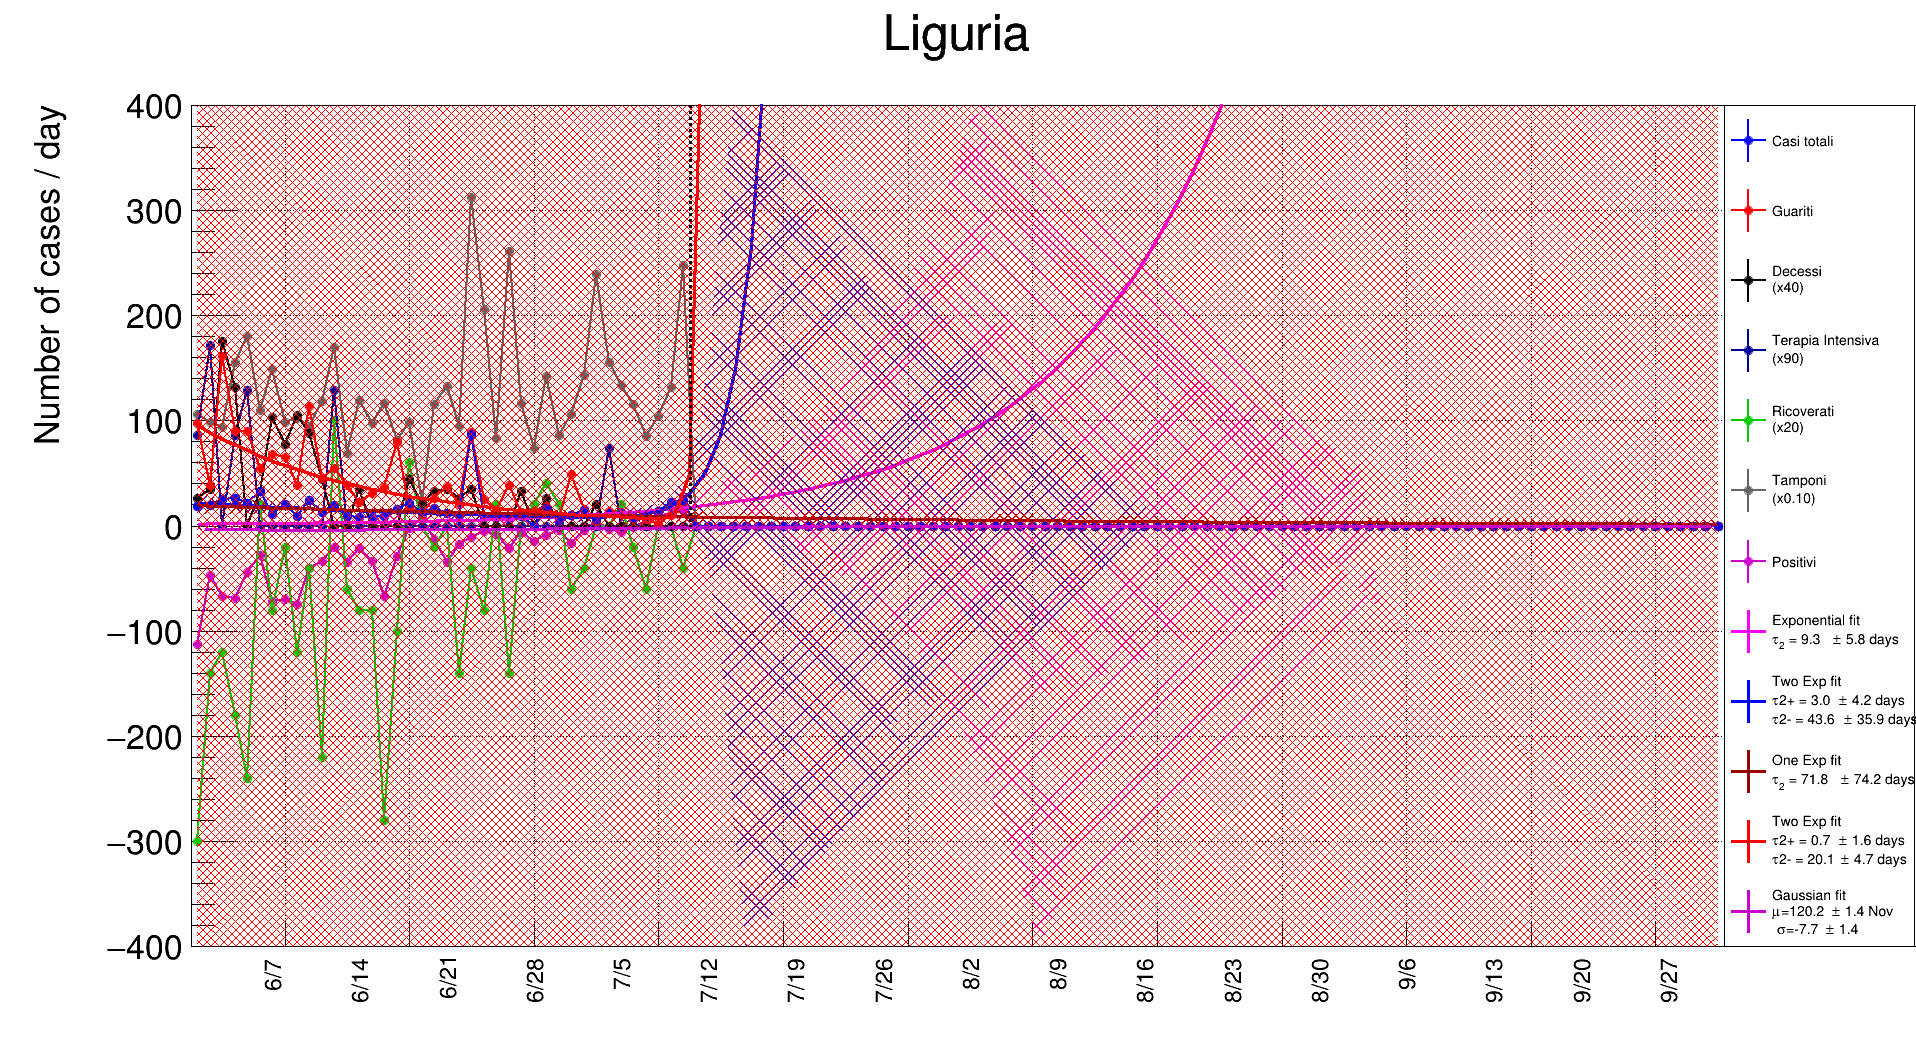 Liguria
Number of cases / day
400
300
200
100
0
−100
−200
−300
−400
6/7
6/14
6/21
6/28
7/5
7/12
7/19
7/26
8/2
8/9
8/16
8/23
8/30
9/6
9/13
9/20
9/27
Casi totali
Guariti
Decessi
(x40)
Terapia Intensiva
(x90)
Ricoverati
(x20)
Tamponi
(x0.10)
Positivi
Exponential fit
τ2 = 9.3 ± 5.8 days
Two Exp fit
τ2+ = 3.0 ± 4.2 days
τ2- = 43.6 ± 35.9 days
One Exp fit
τ2 = 71.8 ± 74.2 days
Two Exp fit
τ2+ = 0.7 ± 1.6 days
τ2- = 20.1 ± 4.7 days
Gaussian fit
μ=120.2 ± 1.4 Nov
σ=-7.7 ± 1.4